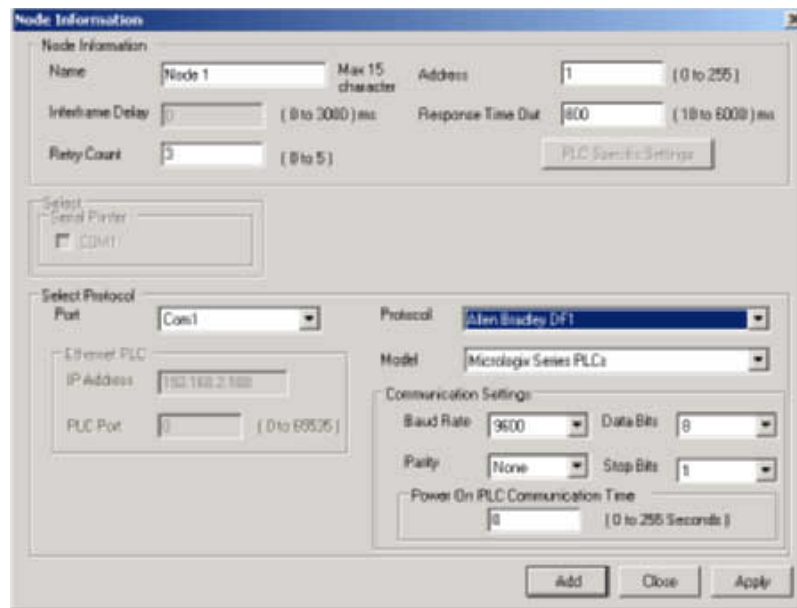 Node Information
Node Information
Name Node 1 Max 15 character Address 1 ( 0 to 255 )
Interframe Delay 0 ( 0 to 3000 ) ms Response Time Out 800 ( 10 to 6000 ) ms
Retry Count 3 ( 0 to 5 ) PLC Specific Settings
Select
Serial Printer
COM1
Select Protocol
Port Com1 Protocol Allen Bradley DF1
Ethernet PLC Model Micrologix Series PLCs
IP Address 192.168.2.168
Communication Settings
PLC Port 0 ( 0 to 65535 ) Baud Rate 9600 Data Bits 8
Parity None Stop Bits 1
Power On PLC Communication Time
0 ( 0 to 255 Seconds )
Add Close Apply